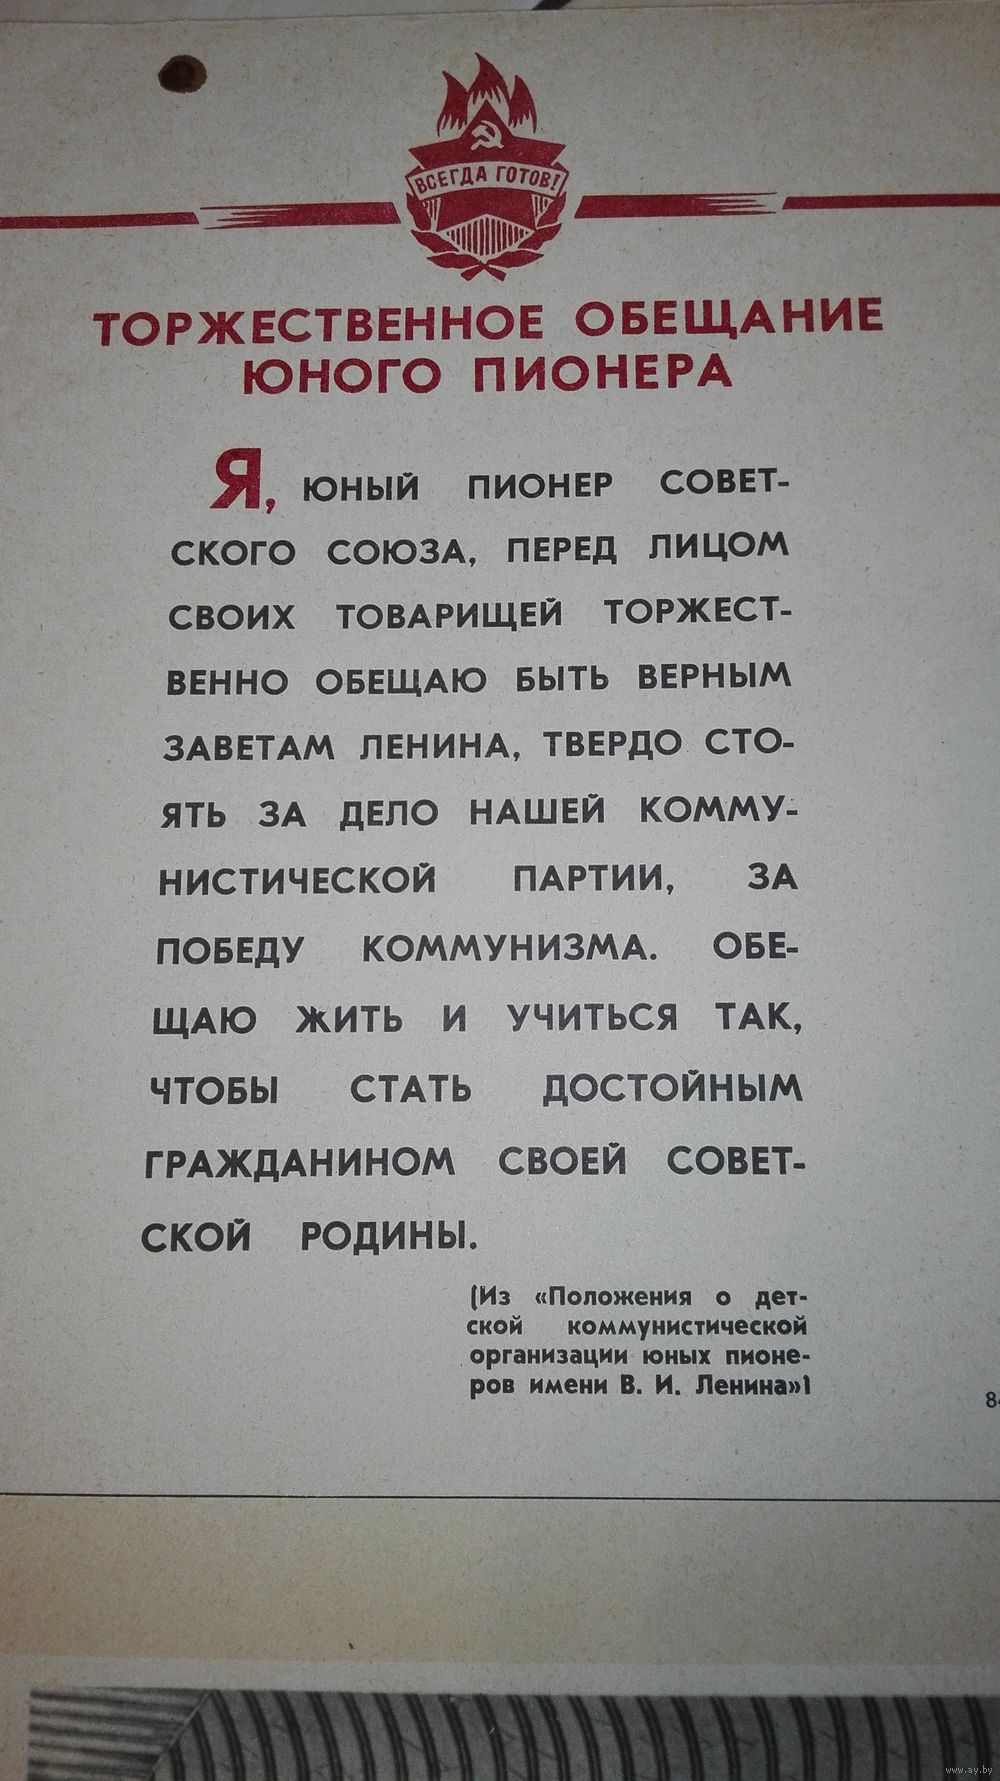 ВСЕГДА ГОТОВ!
ТОРЖЕСТВЕННОЕ ОБЕЩАНИЕ
ЮНОГО ПИОНЕРА
Я, ЮНЫЙ ПИОНЕР СОВЕТ-
СКОГО СОЮЗА, ПЕРЕД ЛИЦОМ
СВОИХ ТОВАРИЩЕЙ ТОРЖЕСТ-
ВЕННО ОБЕЩАЮ БЫТЬ ВЕРНЫМ
ЗАВЕТАМ ЛЕНИНА, ТВЕРДО СТО-
ЯТЬ ЗА ДЕЛО НАШЕЙ КОММУ-
НИСТИЧЕСКОЙ ПАРТИИ, ЗА
ПОБЕДУ КОММУНИЗМА. ОБЕ-
ЩАЮ ЖИТЬ И УЧИТЬСЯ ТАК,
ЧТОБЫ СТАТЬ ДОСТОЙНЫМ
ГРАЖДАНИНОМ СВОЕЙ СОВЕТ-
СКОЙ РОДИНЫ.
(Из «Положения о дет-
ской коммунистической
организации юных пионе-
ров имени В. И. Ленина»)
www.ay.by